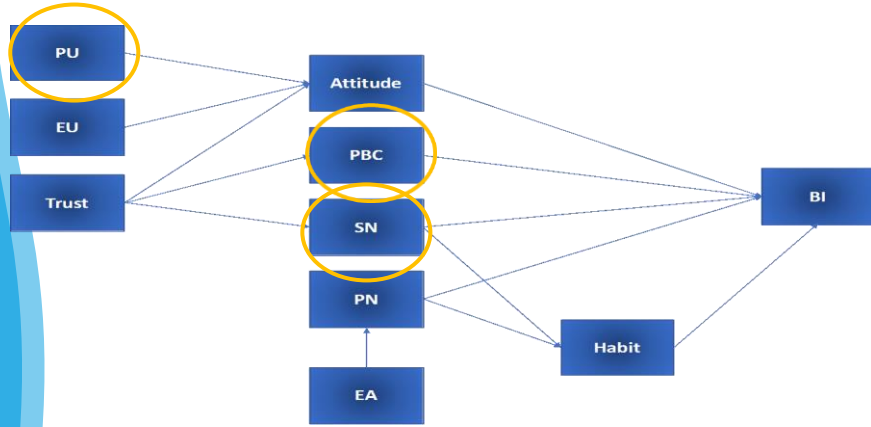 PU
Attitude
EU
PBC
Trust
SN
BI
PN
Habit
EA